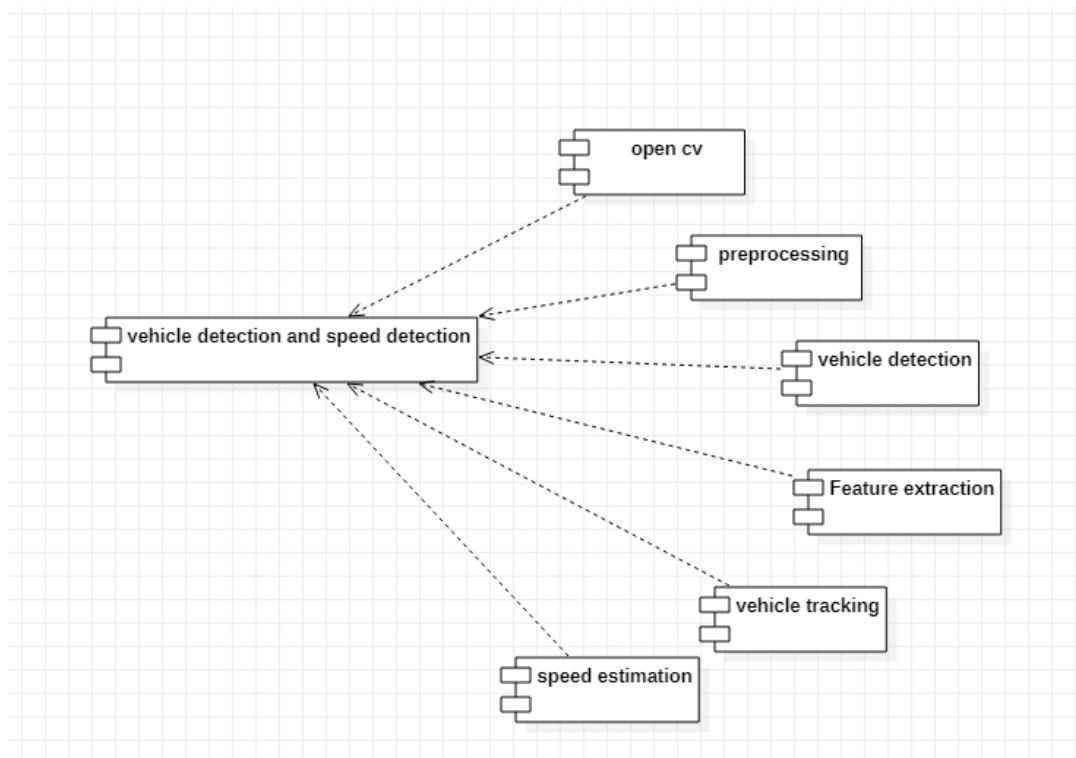 open cv
preprocessing
vehicle detection and speed detection
vehicle detection
Feature extraction
vehicle tracking
speed estimation